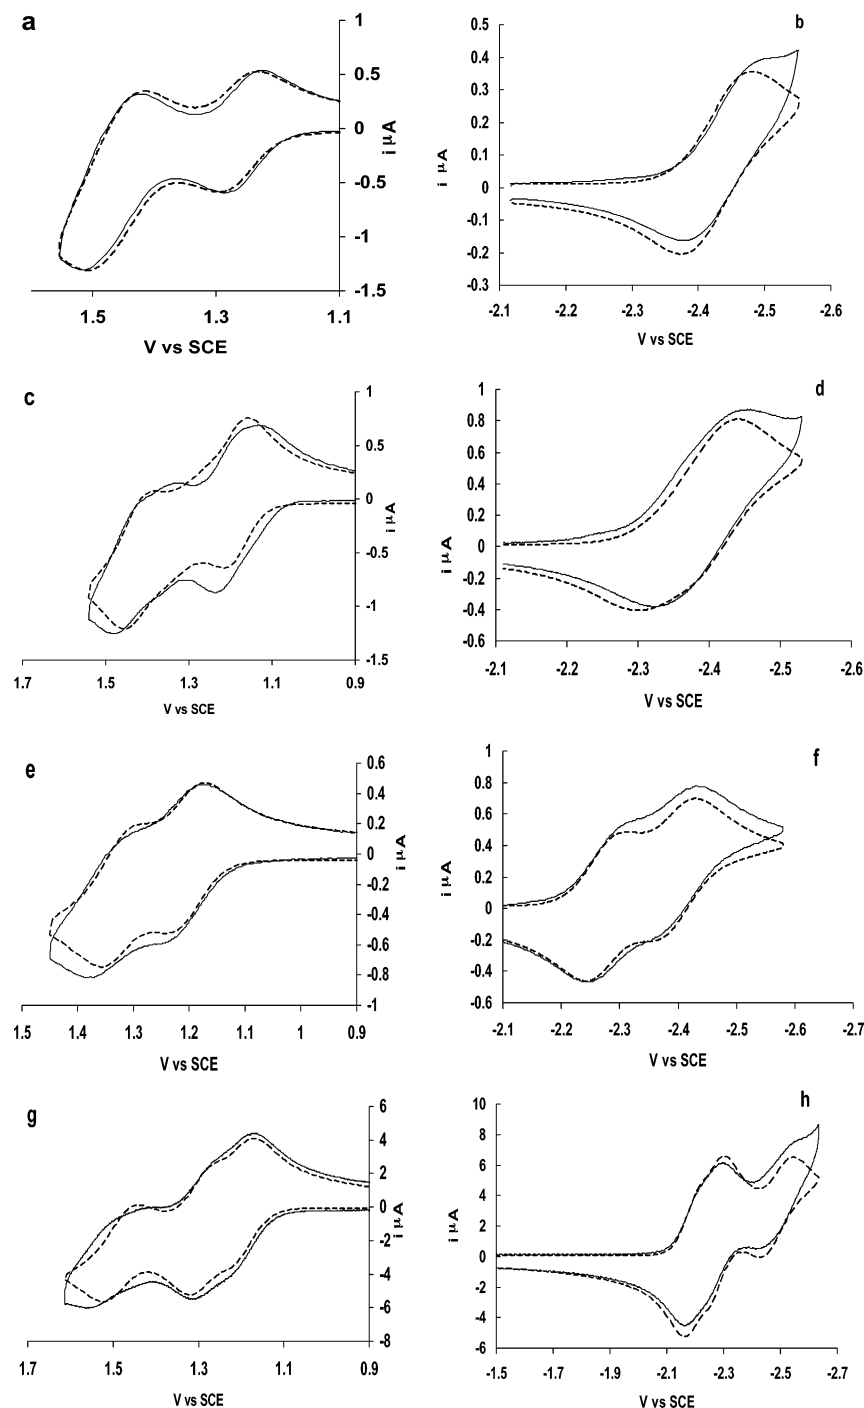 a
1
0.5
0
-0.5
-1
-1.5
i µA
1.5 1.3 1.1
V vs SCE
b
0.5
0.4
0.3
0.2
0.1
0
-0.1
-0.2
-0.3
i µA
-2.1 -2.2 -2.3 -2.4 -2.5 -2.6
V vs SCE
c
1
0.5
0
-0.5
-1
-1.5
i µA
1.7 1.5 1.3 1.1 0.9
V vs SCE
d
1
0.8
0.6
0.4
0.2
0
-0.2
-0.4
-0.6
i µA
-2.1 -2.2 -2.3 -2.4 -2.5 -2.6
V vs SCE
e
0.6
0.4
0.2
0
-0.2
-0.4
-0.6
-0.8
-1
i µA
1.5 1.4 1.3 1.2 1.1 1 0.9
V vs SCE
f
1
0.8
0.6
0.4
0.2
0
-0.2
-0.4
-0.6
i µA
-2.1 -2.2 -2.3 -2.4 -2.5 -2.6 -2.7
V vs SCE
g
6
4
2
0
-2
-4
-6
-8
i µA
1.7 1.5 1.3 1.1 0.9
V vs SCE
h
10
8
6
4
2
0
-2
-4
-6
i µA
-1.5 -1.7 -1.9 -2.1 -2.3 -2.5 -2.7
V vs SCE